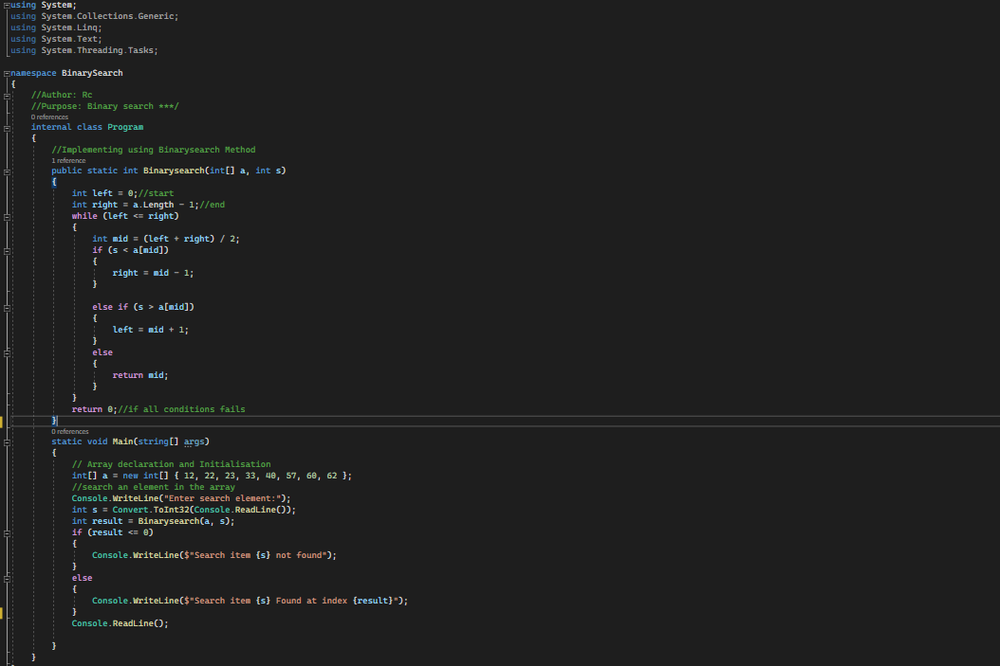 using System;
using System.Collections.Generic;
using System.Linq;
using System.Text;
using System.Threading.Tasks;
namespace BinarySearch
{
//Author: Rc
//Purpose: Binary search ***/
0 references
internal class Program
{
//Implementing using Binarysearch Method
1 reference
public static int Binarysearch(int[] a, int s)
{
int left = 0;//start
int right = a.Length - 1;//end
while (left <= right)
{
int mid = (left + right) / 2;
if (s < a[mid])
{
right = mid - 1;
}
else if (s > a[mid])
{
left = mid + 1;
}
else
{
return mid;
}
}
return 0;//if all conditions fails
}
0 references
static void Main(string[] args)
{
// Array declaration and Initialisation
int[] a = new int[] { 12, 22, 23, 33, 40, 57, 60, 62 };
//search an element in the array
Console.WriteLine("Enter search element:");
int s = Convert.ToInt32(Console.ReadLine());
int result = Binarysearch(a, s);
if (result <= 0)
{
Console.WriteLine($"Search item {s} not found");
}
else
{
Console.WriteLine($"Search item {s} Found at index {result}");
}
Console.ReadLine();
}
}